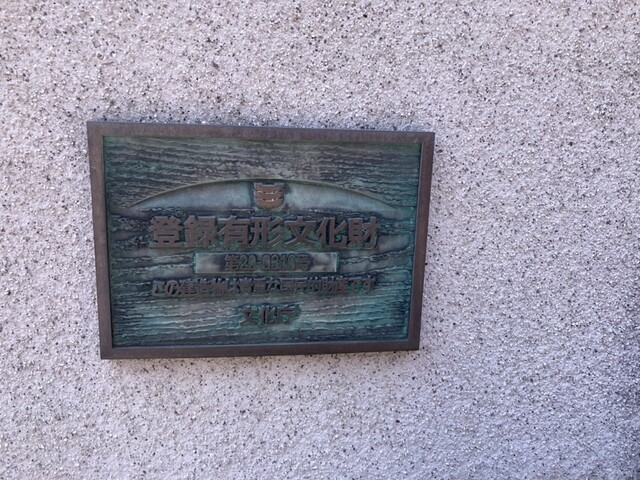 登録有形文化財
この建造物は貴重な国民的財産です
文化庁